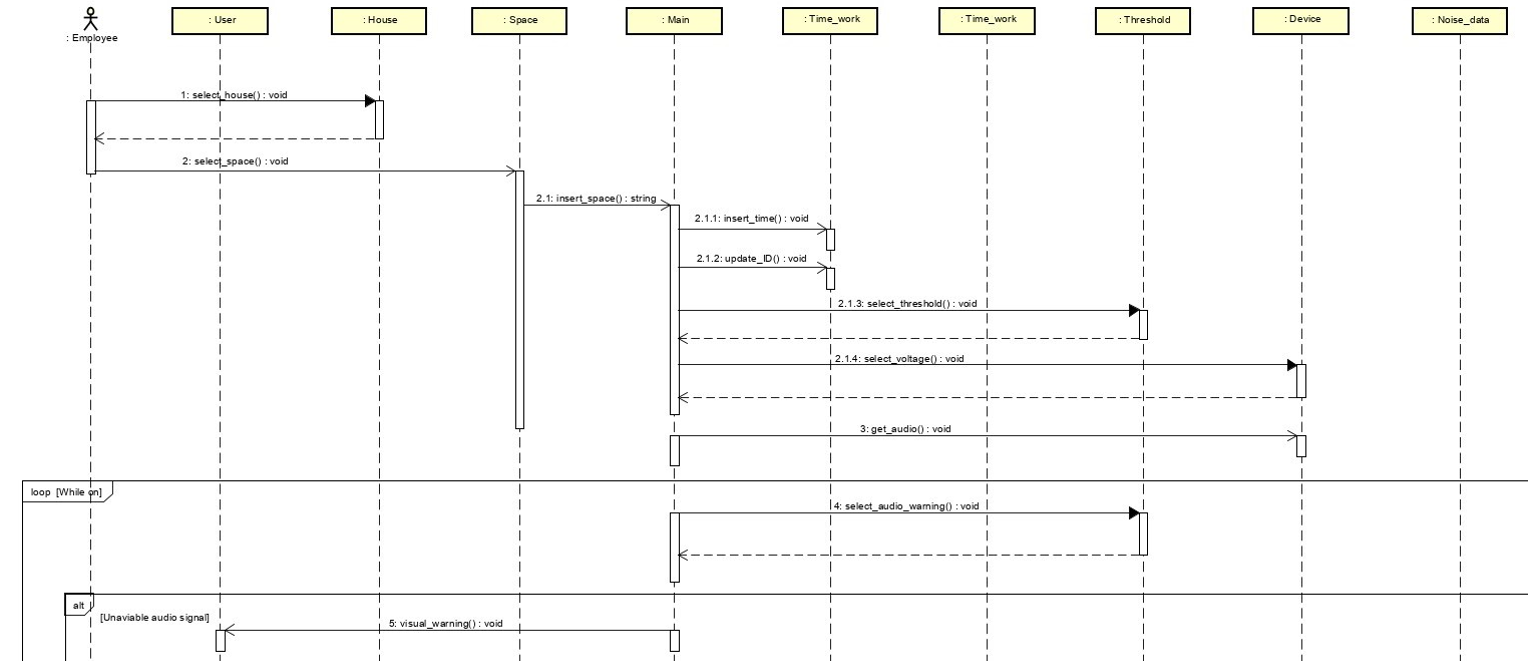 : Employee
: User
: House
: Space
: Main
: Time_work
: Time_work
: Threshold
: Device
: Noise_data
1: select_house() : void
2: select_space() : void
2.1: insert_space() : string
2.1.1: insert_time() : void
2.1.2: update_ID() : void
2.1.3: select_threshold() : void
2.1.4: select_voltage() : void
3: get_audio() : void
loop [While on]
4: select_audio_warning() : void
alt
[Unaviable audio signal]
5: visual_warning() : void